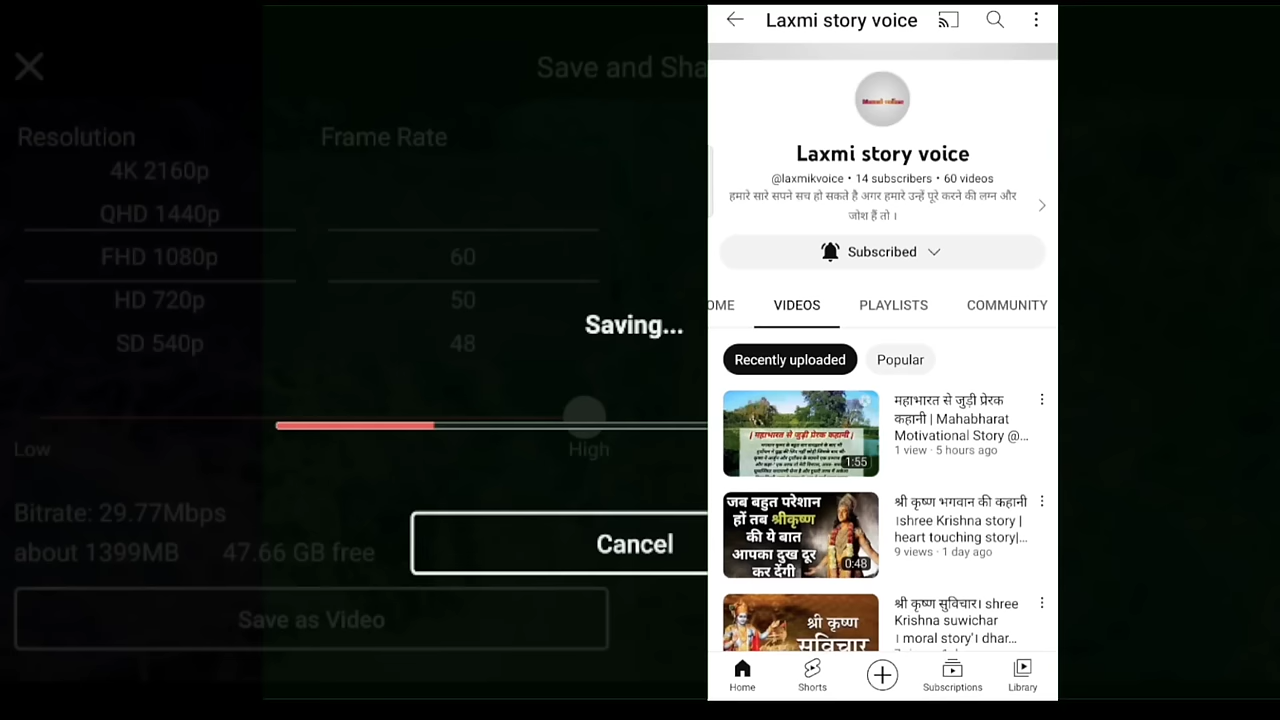 Save and Sha
Resolution
Frame Rate
4K 2160p
QHD 1440p
FHD 1080p
60
HD 720p
50
SD 540p
48
Saving...
Low
High
Bitrate: 29.77Mbps
about 1399MB
47.66 GB free
Cancel
Save as Video
Laxmi story voice
Laxmi story voice
@laxmikvoice • 14 subscribers • 60 videos
हमारे सारे सपने सच हो सकते है अगर हमारे उन्हें पूरे करने की लग्न और
जोश हैं तो ।
Subscribed
OME
VIDEOS
PLAYLISTS
COMMUNITY
Recently uploaded
Popular
| महाभारत से जुड़ी प्रेरक कहानी |
1:55
महाभारत से जुड़ी प्रेरक
कहानी | Mahabharat
Motivational Story @...
1 view · 5 hours ago
जब बहुत परेशान
हों तब श्रीकृष्ण
की ये बात
आपका दुख दूर
कर देंगी
0:48
श्री कृष्ण भगवान की कहानी
।shree Krishna story |
heart touching story|...
9 views · 1 day ago
श्री कृष्ण
सुविचार
श्री कृष्ण सुविचार। shree
Krishna suwichar
। moral story'। dhar...
Home
Shorts
Subscriptions
Library